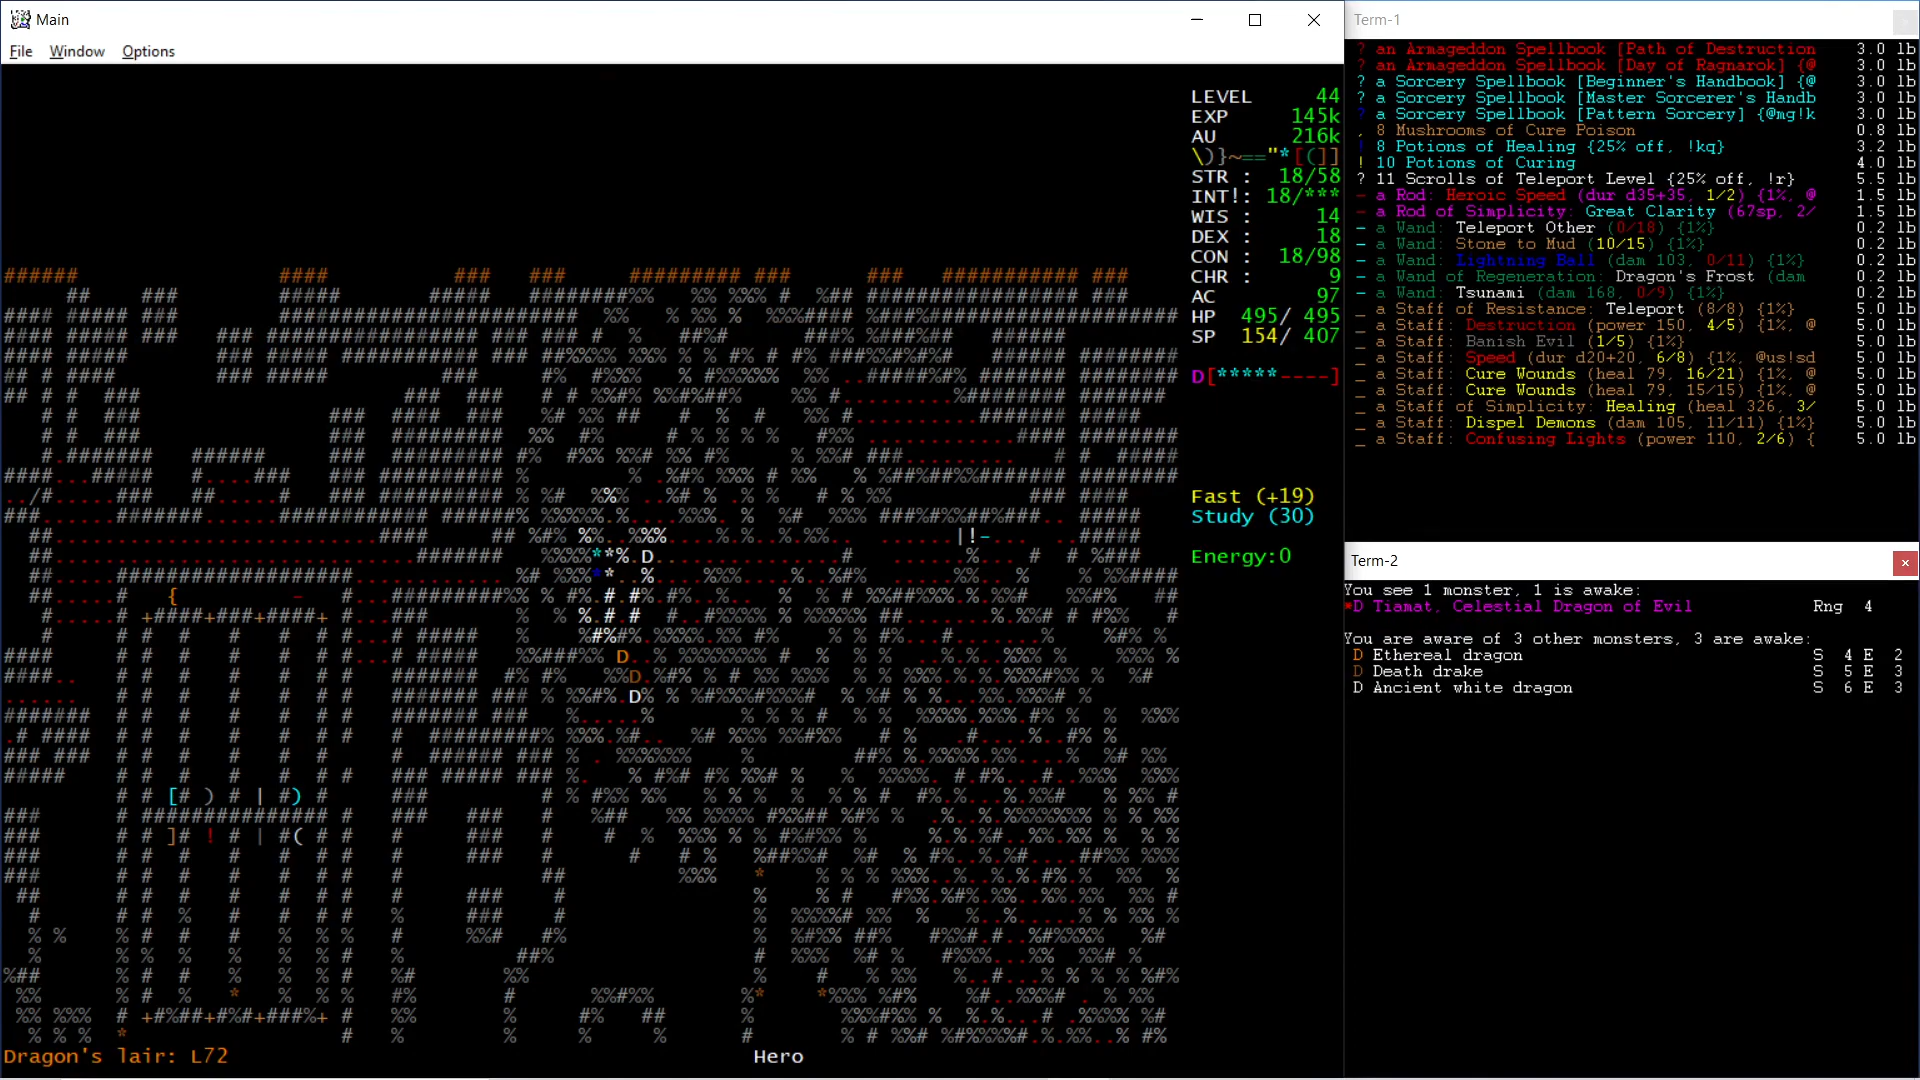 Main
File Window Options
LEVEL 44
EXP 145k
AU 216k
\)}~=="*[(]]
STR : 18/58
INT!: 18/***
WIS : 14
DEX : 18
CON : 18/98
CHR : 9
AC 97
HP 495/ 495
SP 154/ 407
D[*****----]
Fast (+19)
Study (30)
Energy:0
Dragon's lair: L72
Hero
Term-1
? an Armageddon Spellbook [Path of Destruction 3.0 lb
? an Armageddon Spellbook [Day of Ragnarok] {@ 3.0 lb
? a Sorcery Spellbook [Beginner's Handbook] {@ 3.0 lb
? a Sorcery Spellbook [Master Sorcerer's Handb 3.0 lb
? a Sorcery Spellbook [Pattern Sorcery] {@mg!k 3.0 lb
, 8 Mushrooms of Cure Poison 0.8 lb
! 8 Potions of Healing {25% off, !kq} 3.2 lb
! 10 Potions of Curing 4.0 lb
? 11 Scrolls of Teleport Level {25% off, !r} 5.5 lb
- a Rod: Heroic Speed (dur d35+35, 1/2) {1%, @ 1.5 lb
- a Rod of Simplicity: Great Clarity (67sp, 2/ 1.5 lb
- a Wand: Teleport Other (0/18) {1%} 0.2 lb
- a Wand: Stone to Mud (10/15) {1%} 0.2 lb
- a Wand: Lightning Ball (dam 103, 0/11) {1%} 0.2 lb
- a Wand of Regeneration: Dragon's Frost (dam 0.2 lb
- a Wand: Tsunami (dam 168, 0/9) {1%} 0.2 lb
_ a Staff of Resistance: Teleport (8/8) {1%} 5.0 lb
_ a Staff: Destruction (power 150, 4/5) {1%, @ 5.0 lb
_ a Staff: Banish Evil (1/5) {1%} 5.0 lb
_ a Staff: Speed (dur d20+20, 6/8) {1%, @us!sd 5.0 lb
_ a Staff: Cure Wounds (heal 79, 16/21) {1%, @ 5.0 lb
_ a Staff: Cure Wounds (heal 79, 15/15) {1%, @ 5.0 lb
_ a Staff of Simplicity: Healing (heal 326, 3/ 5.0 lb
_ a Staff: Dispel Demons (dam 105, 11/11) {1%} 5.0 lb
_ a Staff: Confusing Lights (power 110, 2/6) { 5.0 lb
Term-2
You see 1 monster, 1 is awake:
*D Tiamat, Celestial Dragon of Evil Rng 4
You are aware of 3 other monsters, 3 are awake:
D Ethereal dragon S 4 E 2
D Death drake S 5 E 3
D Ancient white dragon S 6 E 3